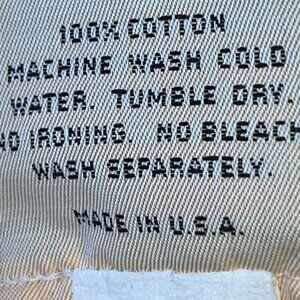 100% COTTON
MACHINE WASH COLD
WATER. TUMBLE DRY.
NO IRONING. NO BLEACH
WASH SEPARATELY.
MADE IN U.S.A.